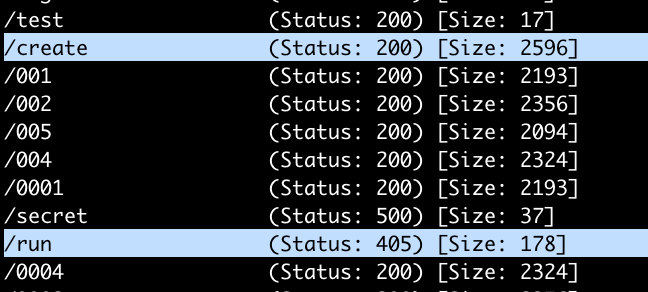 /test (Status: 200) [Size: 17]
/create (Status: 200) [Size: 2596]
/001 (Status: 200) [Size: 2193]
/002 (Status: 200) [Size: 2356]
/005 (Status: 200) [Size: 2094]
/004 (Status: 200) [Size: 2324]
/0001 (Status: 200) [Size: 2193]
/secret (Status: 500) [Size: 37]
/run (Status: 405) [Size: 178]
/0004 (Status: 200) [Size: 2324]